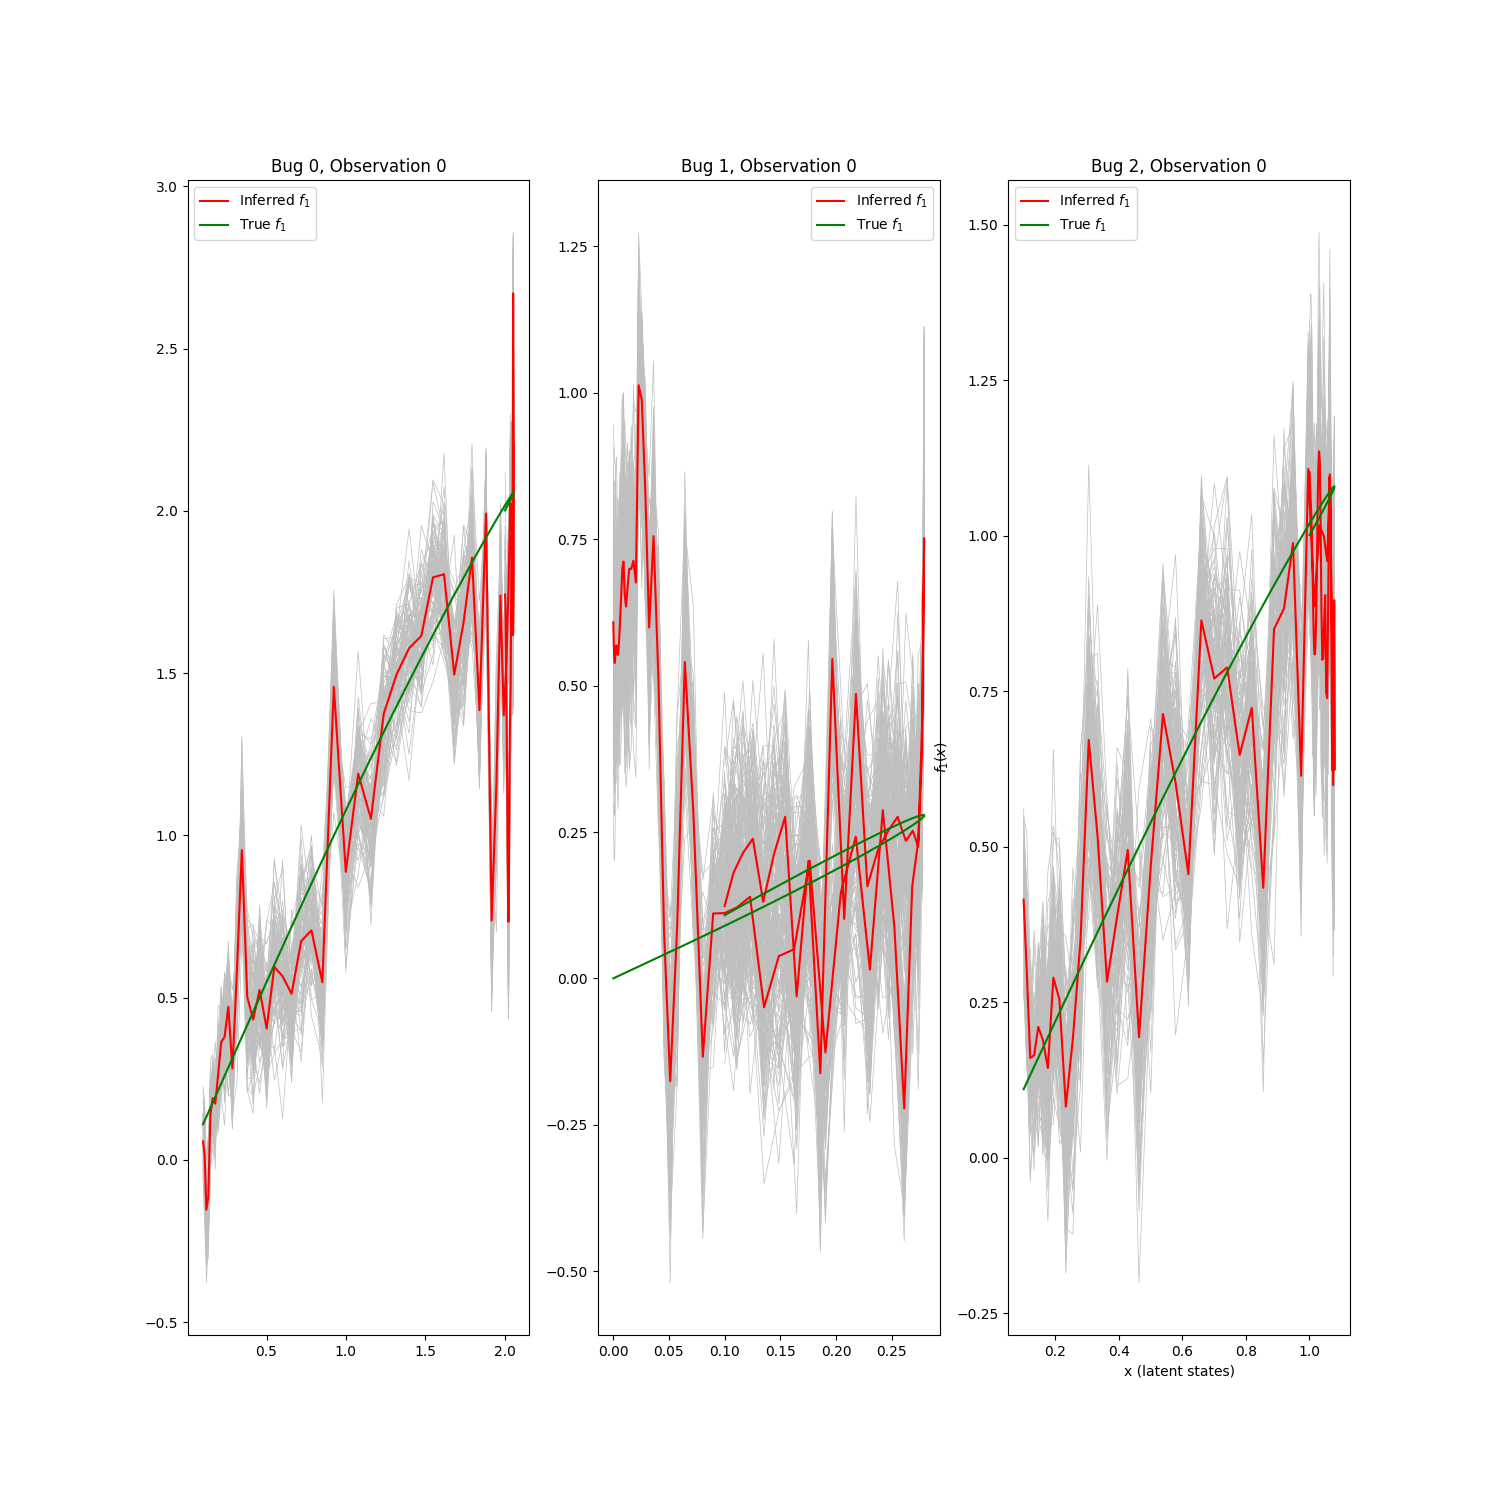 Bug 0, Observation 0
Inferred f₁
True f₁
3.0
2.5
2.0
1.5
1.0
0.5
0.0
−0.5
0.5 1.0 1.5 2.0
Bug 1, Observation 0
Inferred f₁
True f₁
1.25
1.00
0.75
0.50
0.25
0.00
−0.25
−0.50
0.00 0.05 0.10 0.15 0.20 0.25
Bug 2, Observation 0
Inferred f₁
True f₁
f₁(x)
1.50
1.25
1.00
0.75
0.50
0.25
0.00
−0.25
0.2 0.4 0.6 0.8 1.0
x (latent states)